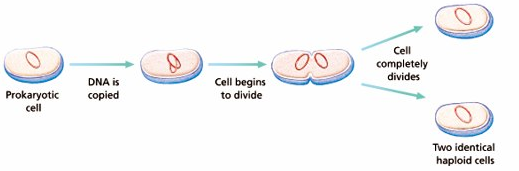 Prokaryotic
cell
DNA is
copied
Cell begins
to divide
Cell
completely
divides
Two identical
haploid cells